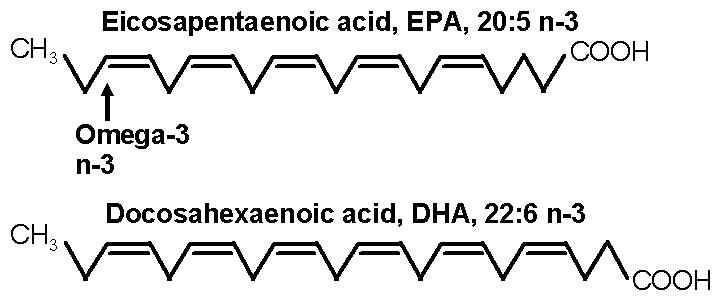 Eicosapentaenoic acid, EPA, 20:5 n-3
CH₃
COOH
Omega-3
n-3
Docosahexaenoic acid, DHA, 22:6 n-3
CH₃
COOH